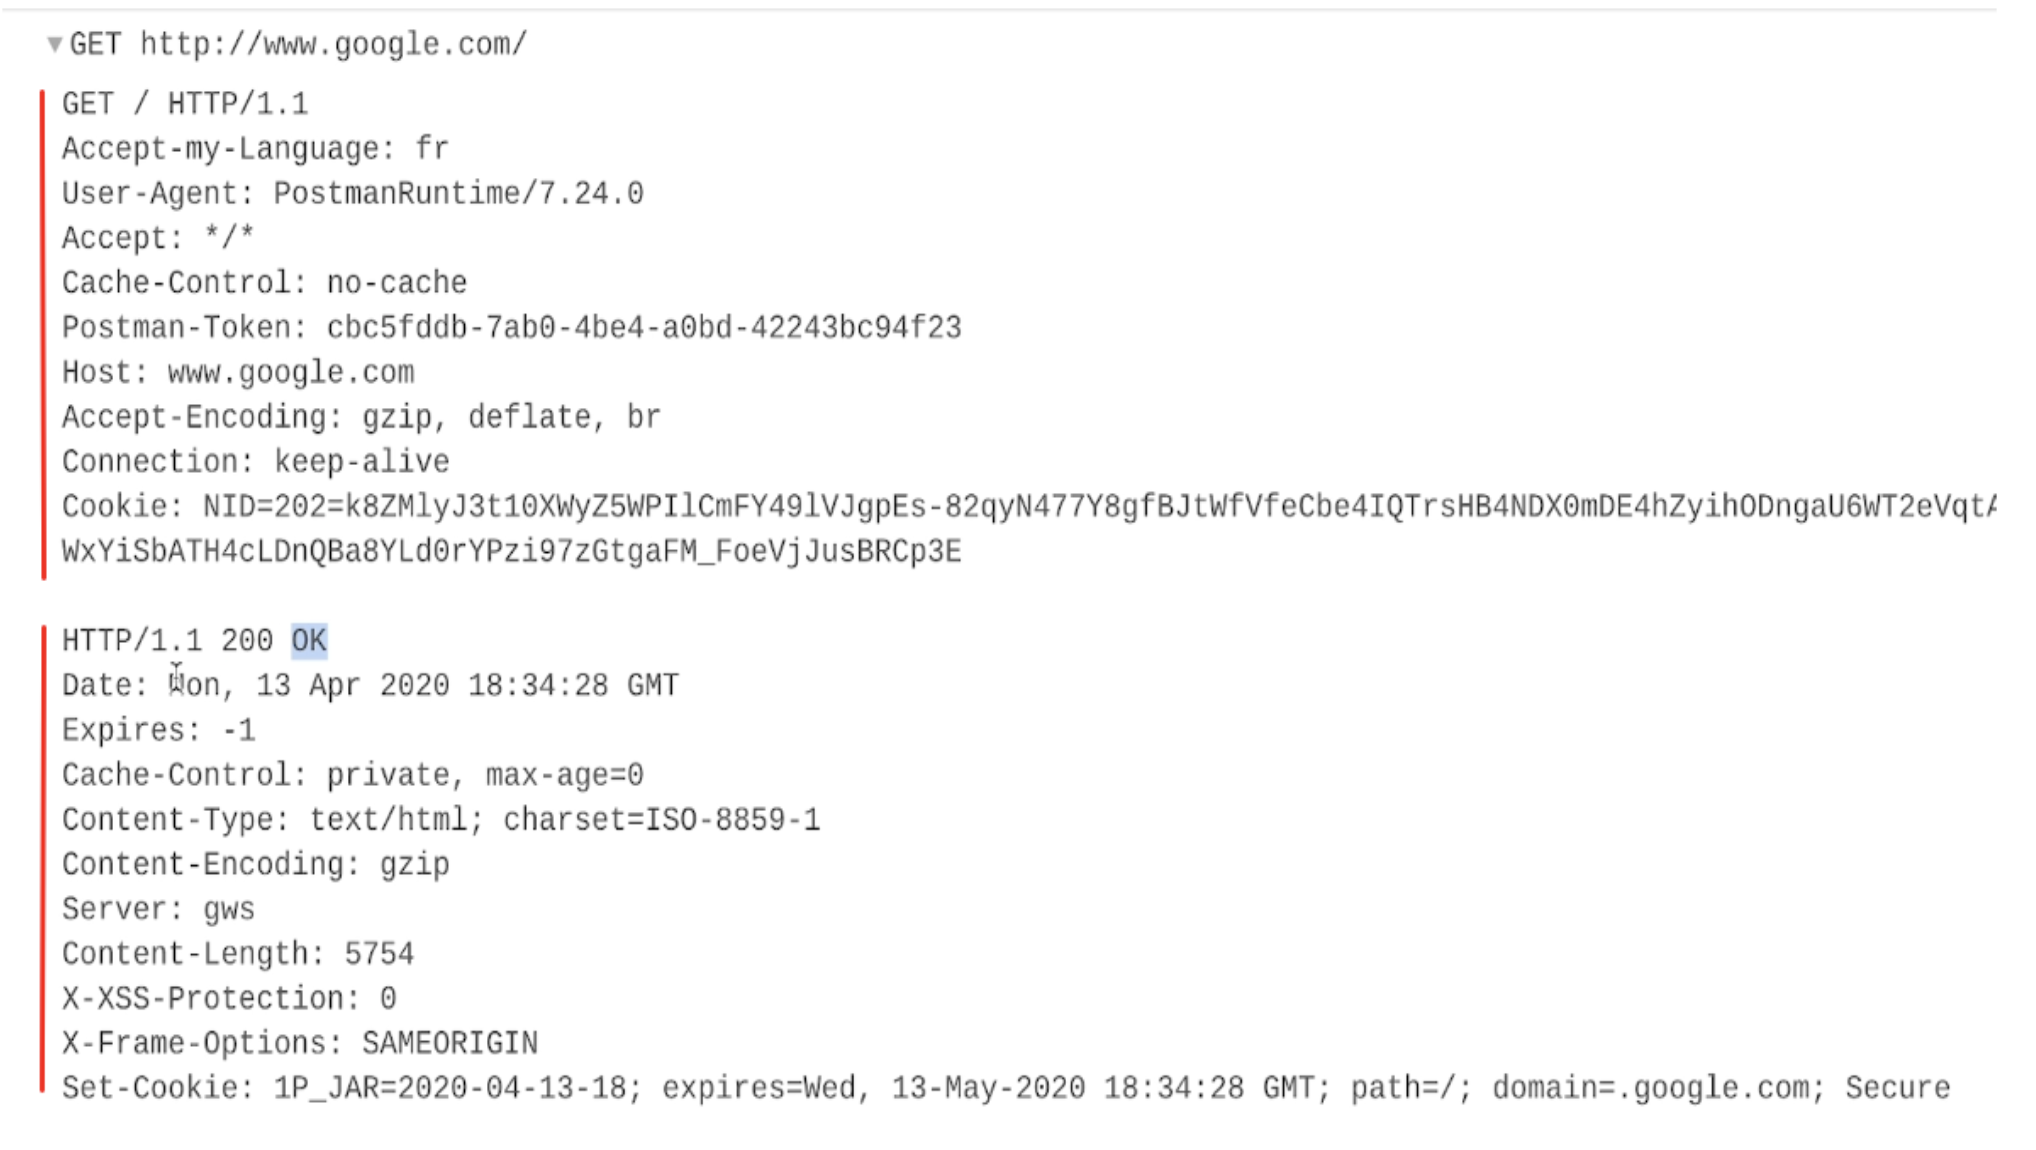 GET http://www.google.com/
GET / HTTP/1.1
Accept-my-Language: fr
User-Agent: PostmanRuntime/7.24.0
Accept: */*
Cache-Control: no-cache
Postman-Token: cbc5fddb-7ab0-4be4-a0bd-42243bc94f23
Host: www.google.com
Accept-Encoding: gzip, deflate, br
Connection: keep-alive
Cookie: NID=202=k8ZMlyJ3t10XWyZ5WPIlCmFY49lVJgpEs-82qyN477Y8gfBJtWfVfeCbe4IQTrsHB4NDX0mDE4hZyihODngaU6WT2eVqtA
WxYiSbATH4cLDnQBa8YLd0rYPzi97zGtgaFM_FoeVjJusBRCp3E
HTTP/1.1 200 OK
Date: Mon, 13 Apr 2020 18:34:28 GMT
Expires: -1
Cache-Control: private, max-age=0
Content-Type: text/html; charset=ISO-8859-1
Content-Encoding: gzip
Server: gws
Content-Length: 5754
X-XSS-Protection: 0
X-Frame-Options: SAMEORIGIN
Set-Cookie: 1P_JAR=2020-04-13-18; expires=Wed, 13-May-2020 18:34:28 GMT; path=/; domain=.google.com; Secure